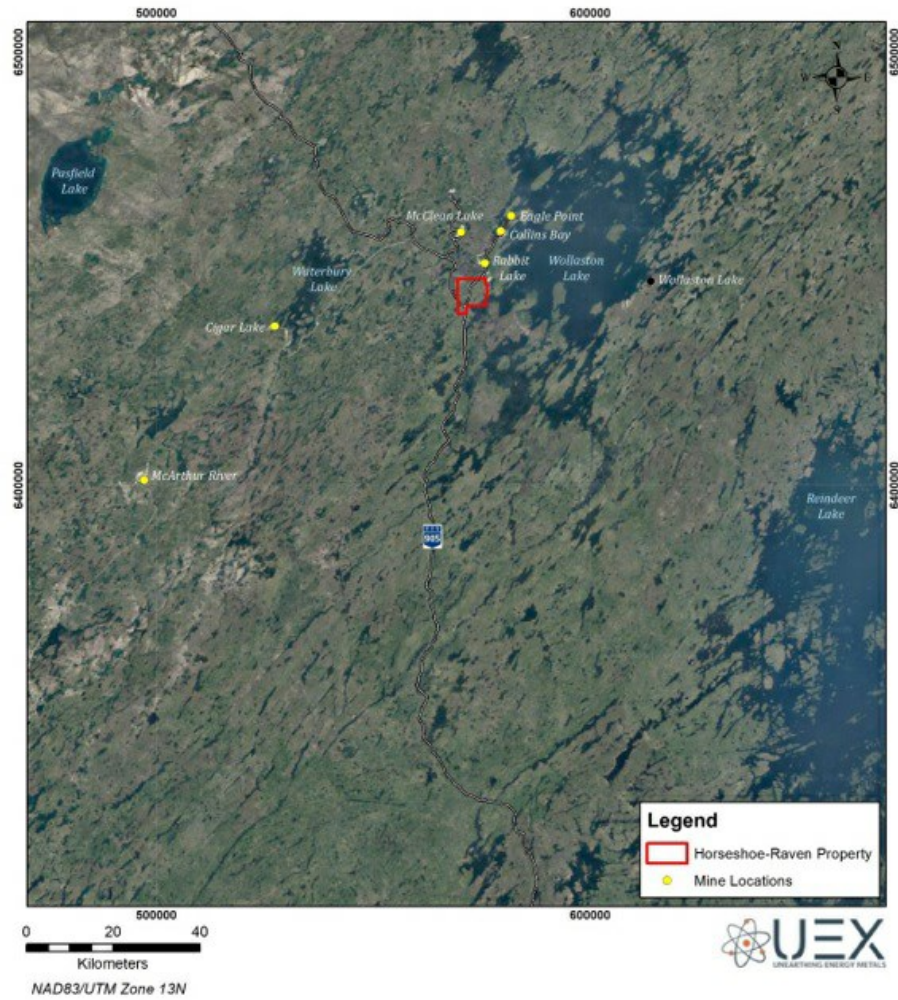 500000
600000
6500000
6500000
N
W
E
S
Pasfield
Lake
McClean Lake
Eagle Point
Collins Bay
Rabbit
Lake
Waterbury
Lake
Wollaston
Lake
Wollaston Lake
Cigar Lake
McArthur River
6400000
6400000
Reindeer
Lake
905
Legend
Horseshoe-Raven Property
Mine Locations
500000
600000
0 20 40
Kilometers
NAD83/UTM Zone 13N
UEX
UNEARTHING ENERGY METALS